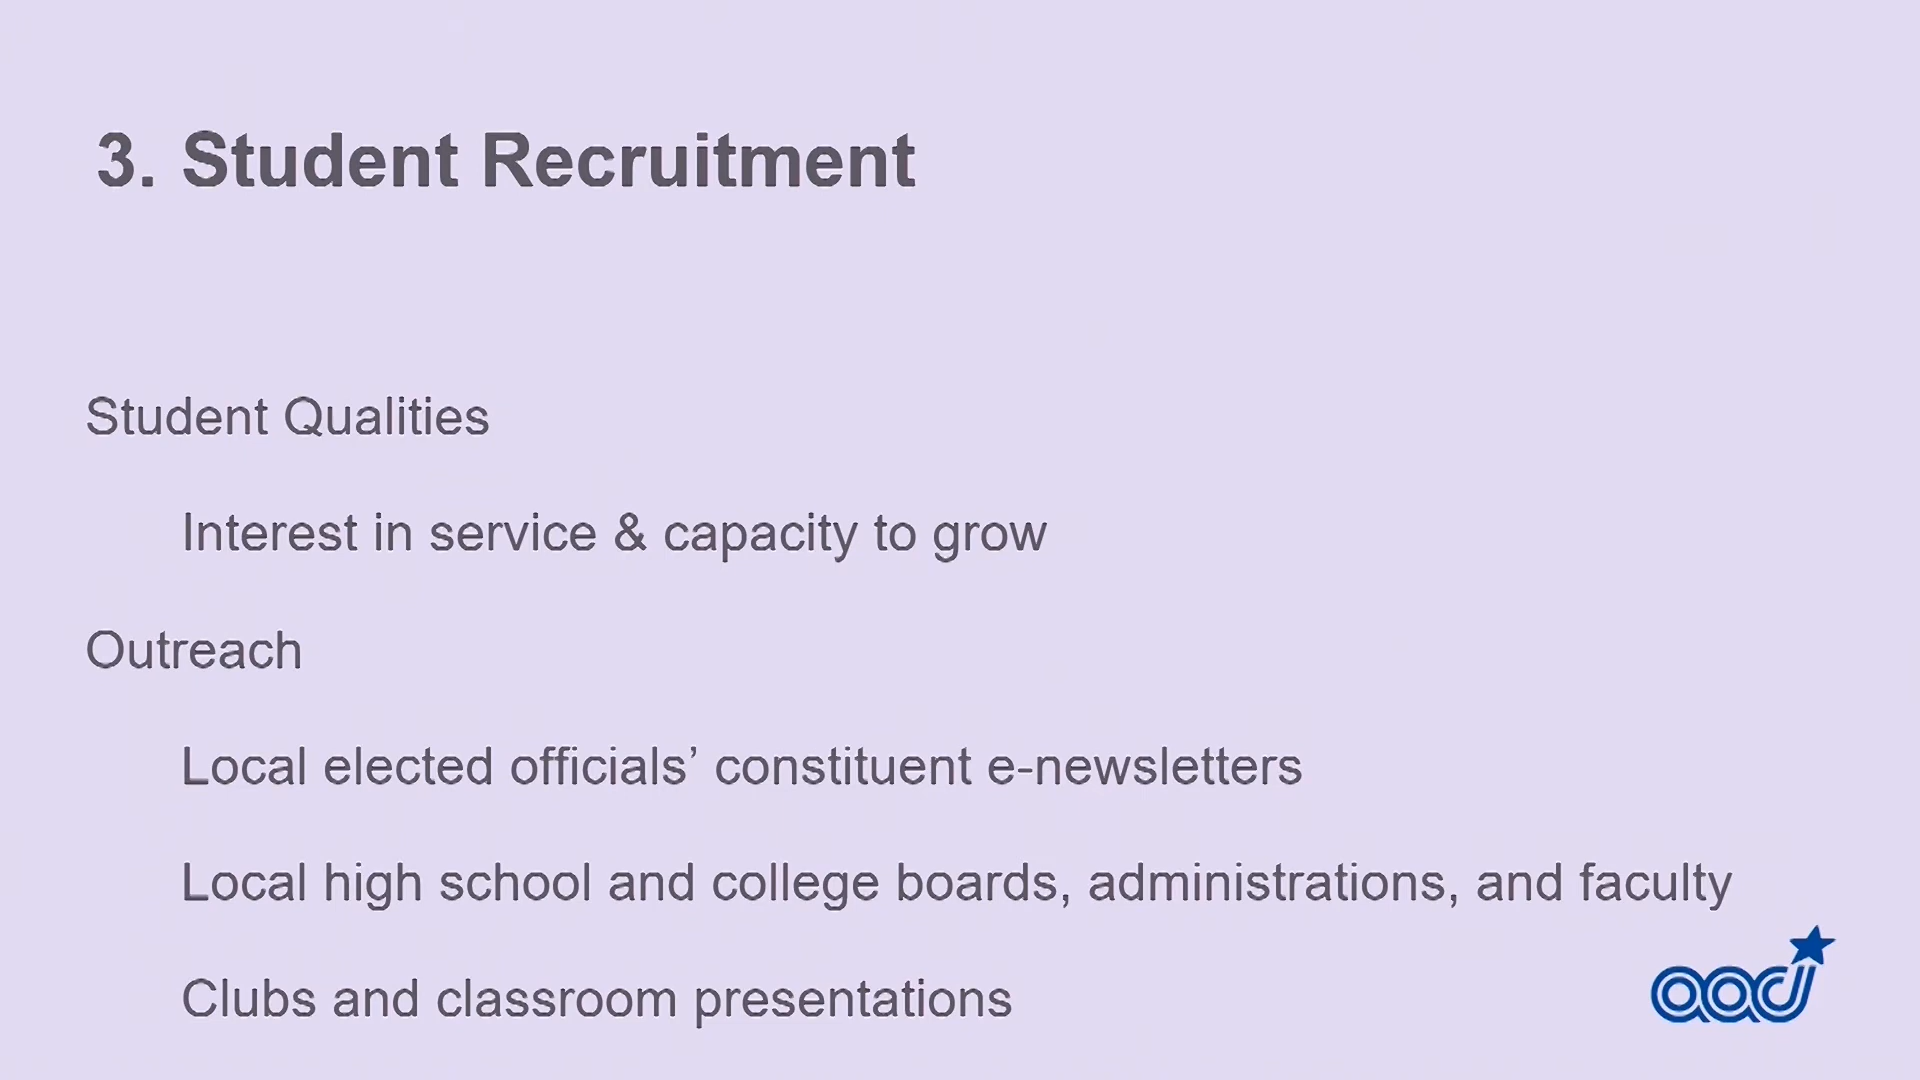 3. Student Recruitment
Student Qualities
Interest in service & capacity to grow
Outreach
Local elected officials’ constituent e-newsletters
Local high school and college boards, administrations, and faculty
Clubs and classroom presentations
aad